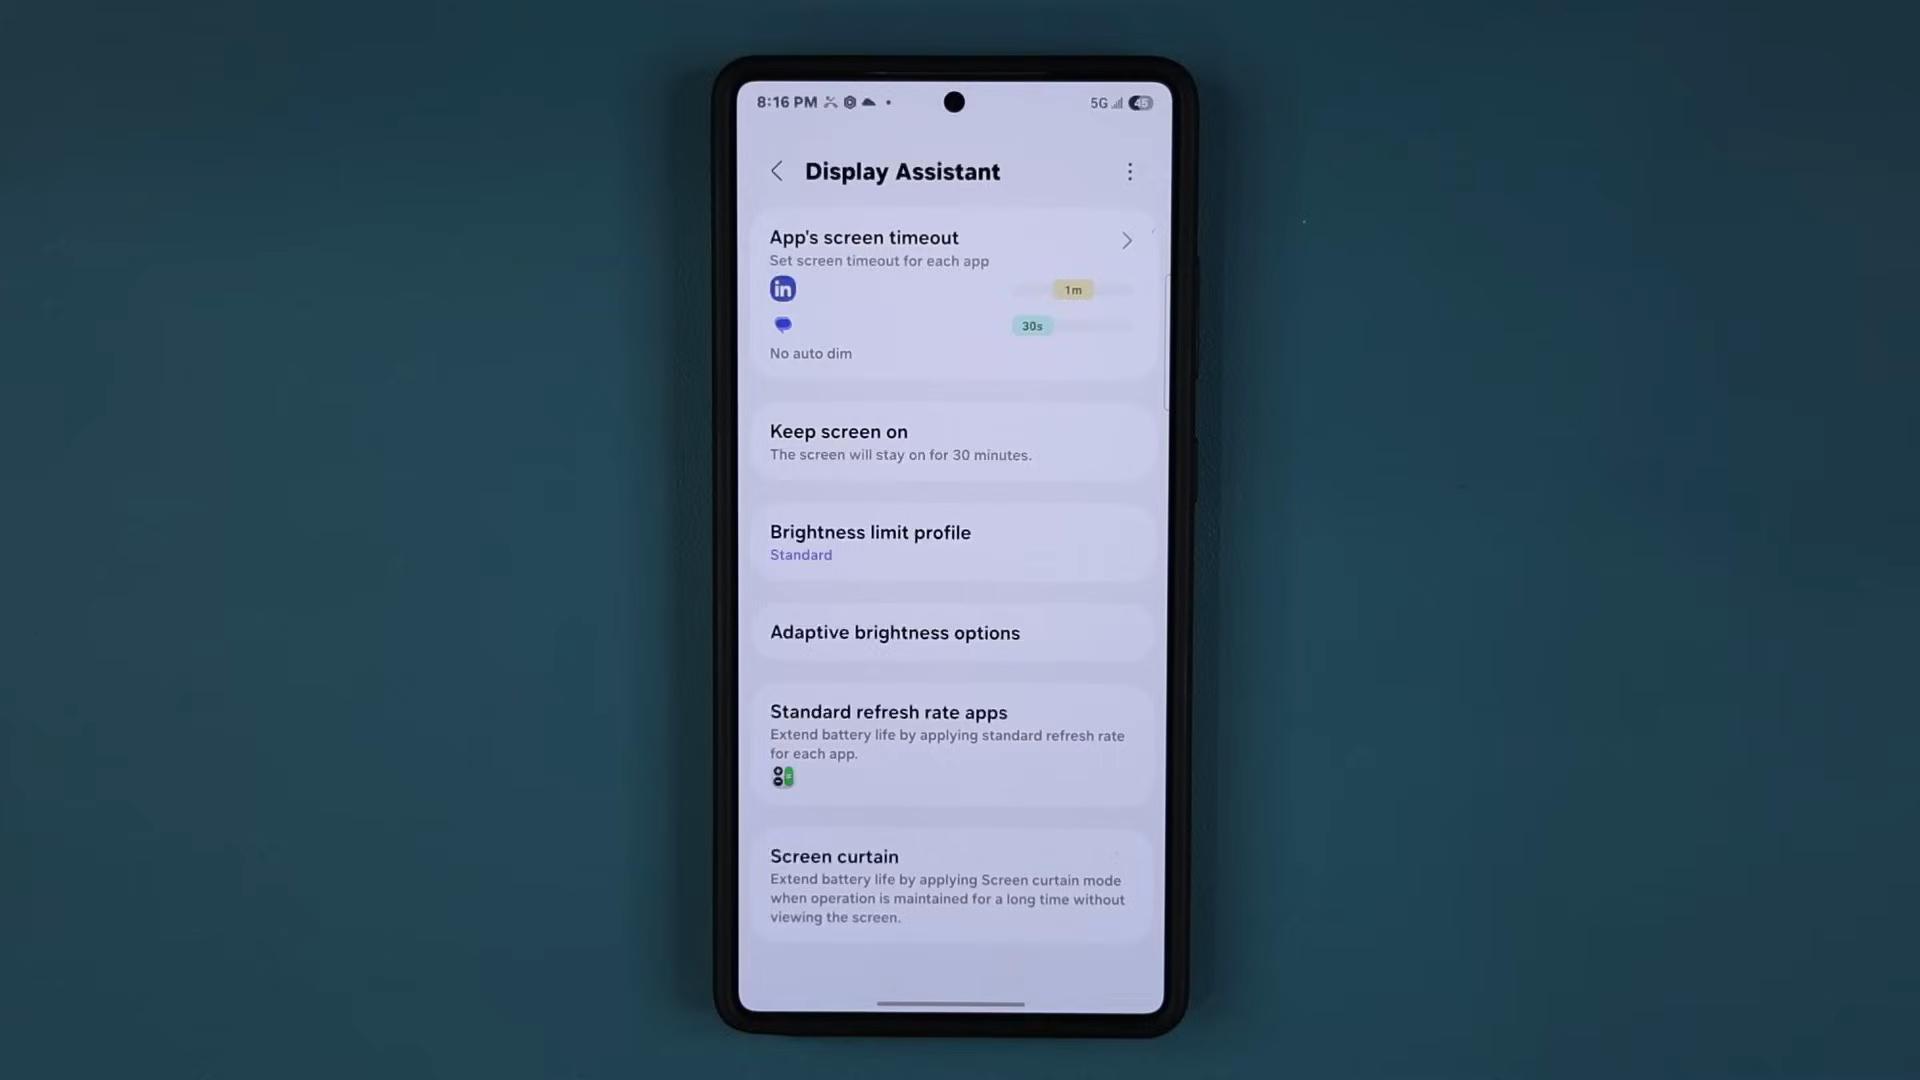 8:16 PM
5G
45
Display Assistant
App's screen timeout
Set screen timeout for each app
in
1m
30s
No auto dim
Keep screen on
The screen will stay on for 30 minutes.
Brightness limit profile
Standard
Adaptive brightness options
Standard refresh rate apps
Extend battery life by applying standard refresh rate
for each app.
Screen curtain
Extend battery life by applying Screen curtain mode
when operation is maintained for a long time without
viewing the screen.